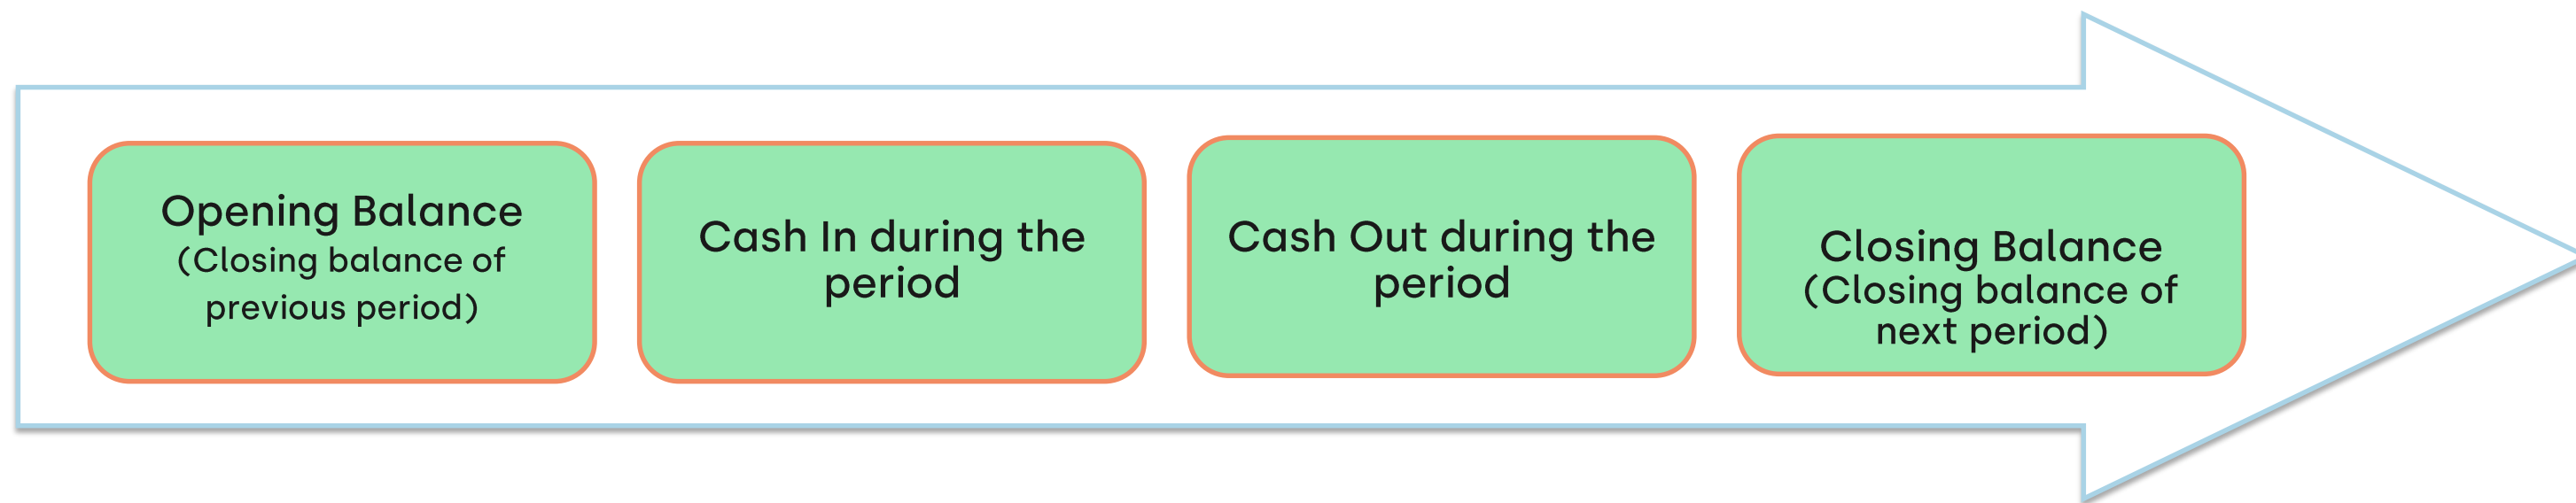 Opening Balance
(Closing balance of
previous period)
Cash In during the
period
Cash Out during the
period
Closing Balance
(Closing balance of
next period)